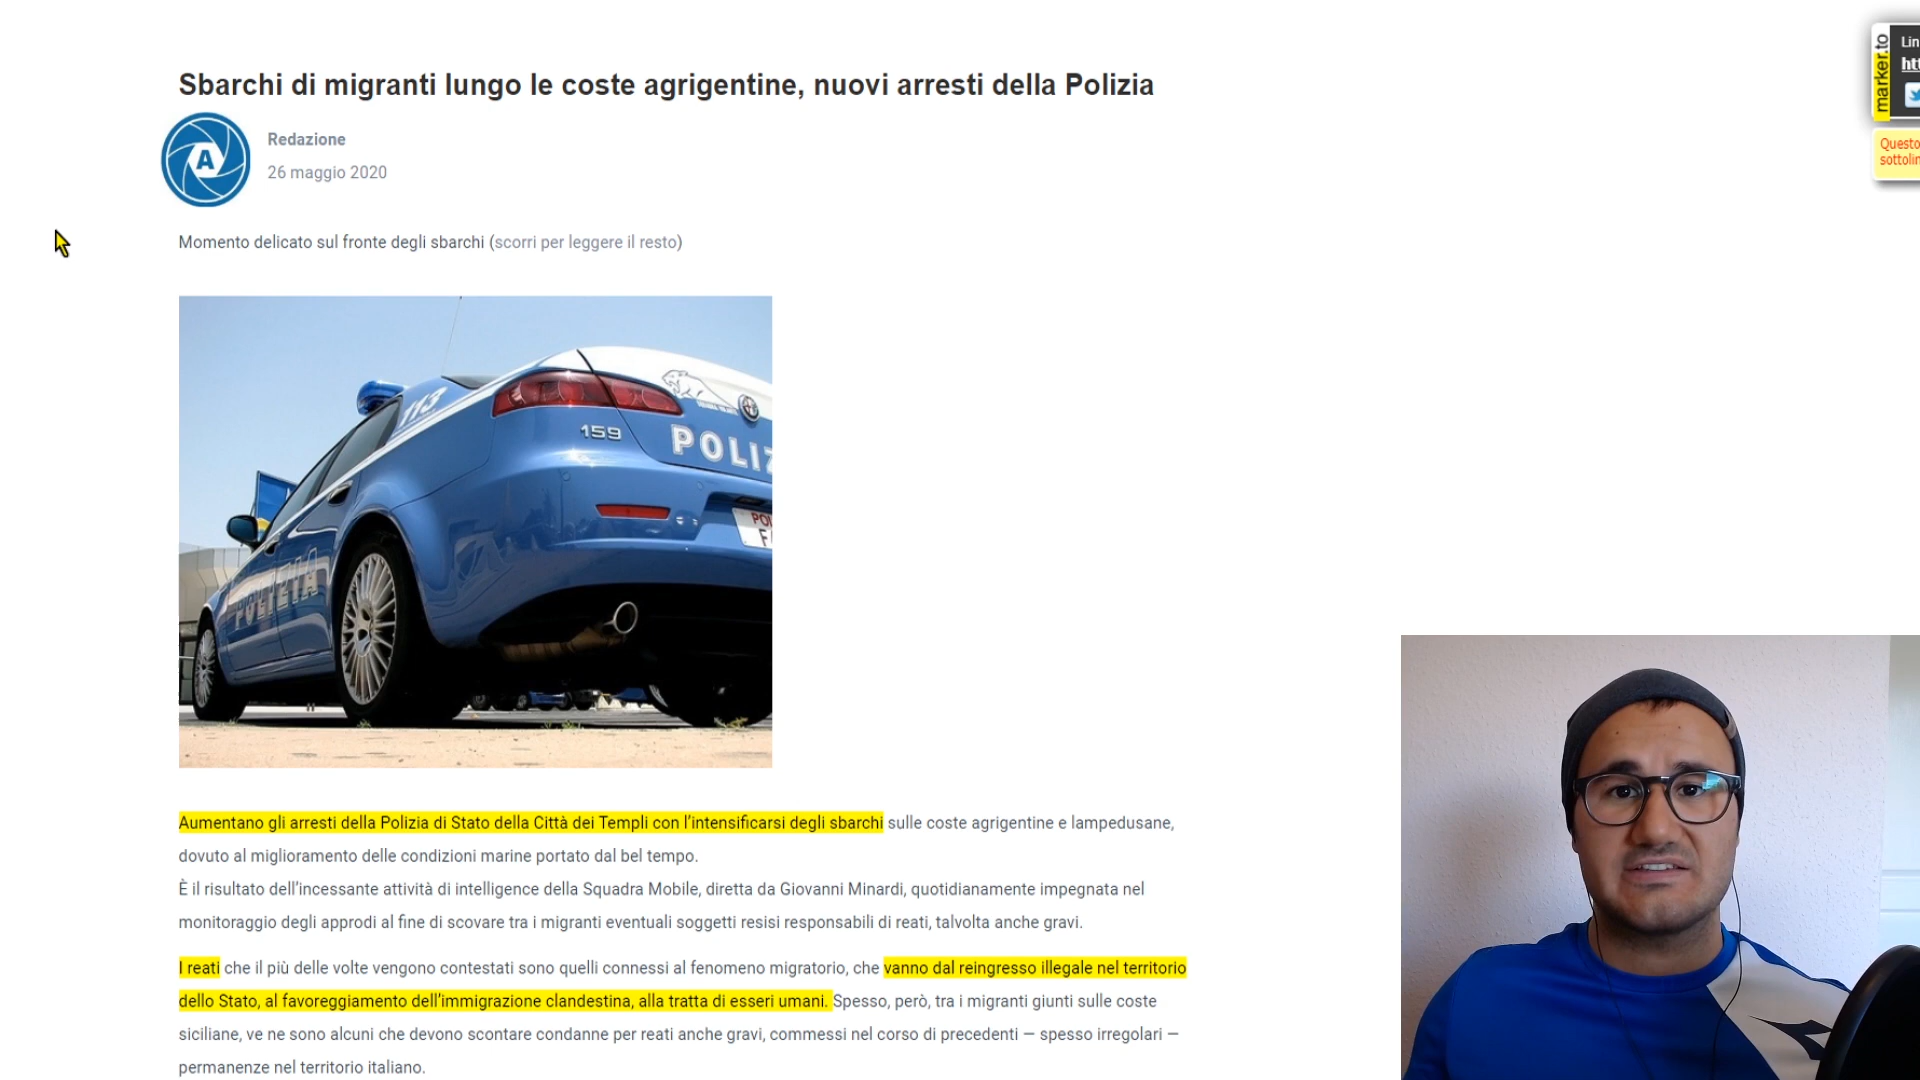 Sbarchi di migranti lungo le coste agrigentine, nuovi arresti della Polizia
A
Redazione
26 maggio 2020
Momento delicato sul fronte degli sbarchi (scorri per leggere il resto)
113
159
POLIZ
POLIZIA
Aumentano gli arresti della Polizia di Stato della Città dei Templi con l'intensificarsi degli sbarchi sulle coste agrigentine e lampedusane,
dovuto al miglioramento delle condizioni marine portato dal bel tempo.
È il risultato dell'incessante attività di intelligence della Squadra Mobile, diretta da Giovanni Minardi, quotidianamente impegnata nel
monitoraggio degli approdi al fine di scovare tra i migranti eventuali soggetti resisi responsabili di reati, talvolta anche gravi.
I reati che il più delle volte vengono contestati sono quelli connessi al fenomeno migratorio, che vanno dal reingresso illegale nel territorio
dello Stato, al favoreggiamento dell'immigrazione clandestina, alla tratta di esseri umani. Spesso, però, tra i migranti giunti sulle coste
siciliane, ve ne sono alcuni che devono scontare condanne per reati anche gravi, commessi nel corso di precedenti — spesso irregolari —
permanenze nel territorio italiano.
marker.to
Lin
htt
Questo
sottolin